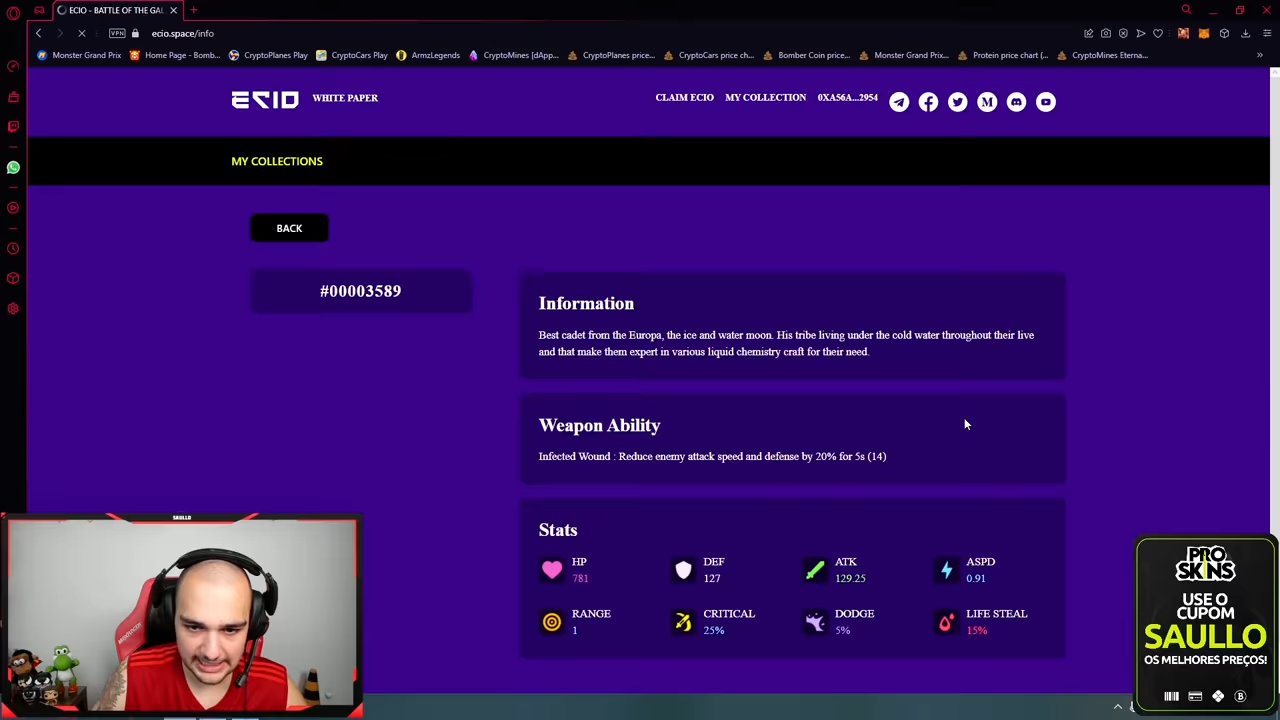 ECIO - BATTLE OF THE GAL
VPN
ecio.space/info
Monster Grand Prix
Home Page - Bomb...
CryptoPlanes Play
CryptoCars Play
ArmzLegends
CryptoMines [dApp...
CryptoPlanes price...
CryptoCars price ch...
Bomber Coin price...
Monster Grand Prix...
Protein price chart (...
CryptoMines Eterna...
ECIO
WHITE PAPER
CLAIM ECIO
MY COLLECTION
0XA56A...2954
MY COLLECTIONS
BACK
#00003589
Information
Best cadet from the Europa, the ice and water moon. His tribe living under the cold water throughout their live
and that make them expert in various liquid chemistry craft for their need.
Weapon Ability
Infected Wound : Reduce enemy attack speed and defense by 20% for 5s (14)
Stats
HP
781
DEF
127
ATK
129.25
ASPD
0.91
RANGE
1
CRITICAL
25%
DODGE
5%
LIFE STEAL
15%
SAULLO
PRO
SKINS
USE O
CUPOM
SAULLO
OS MELHORES PREÇOS!